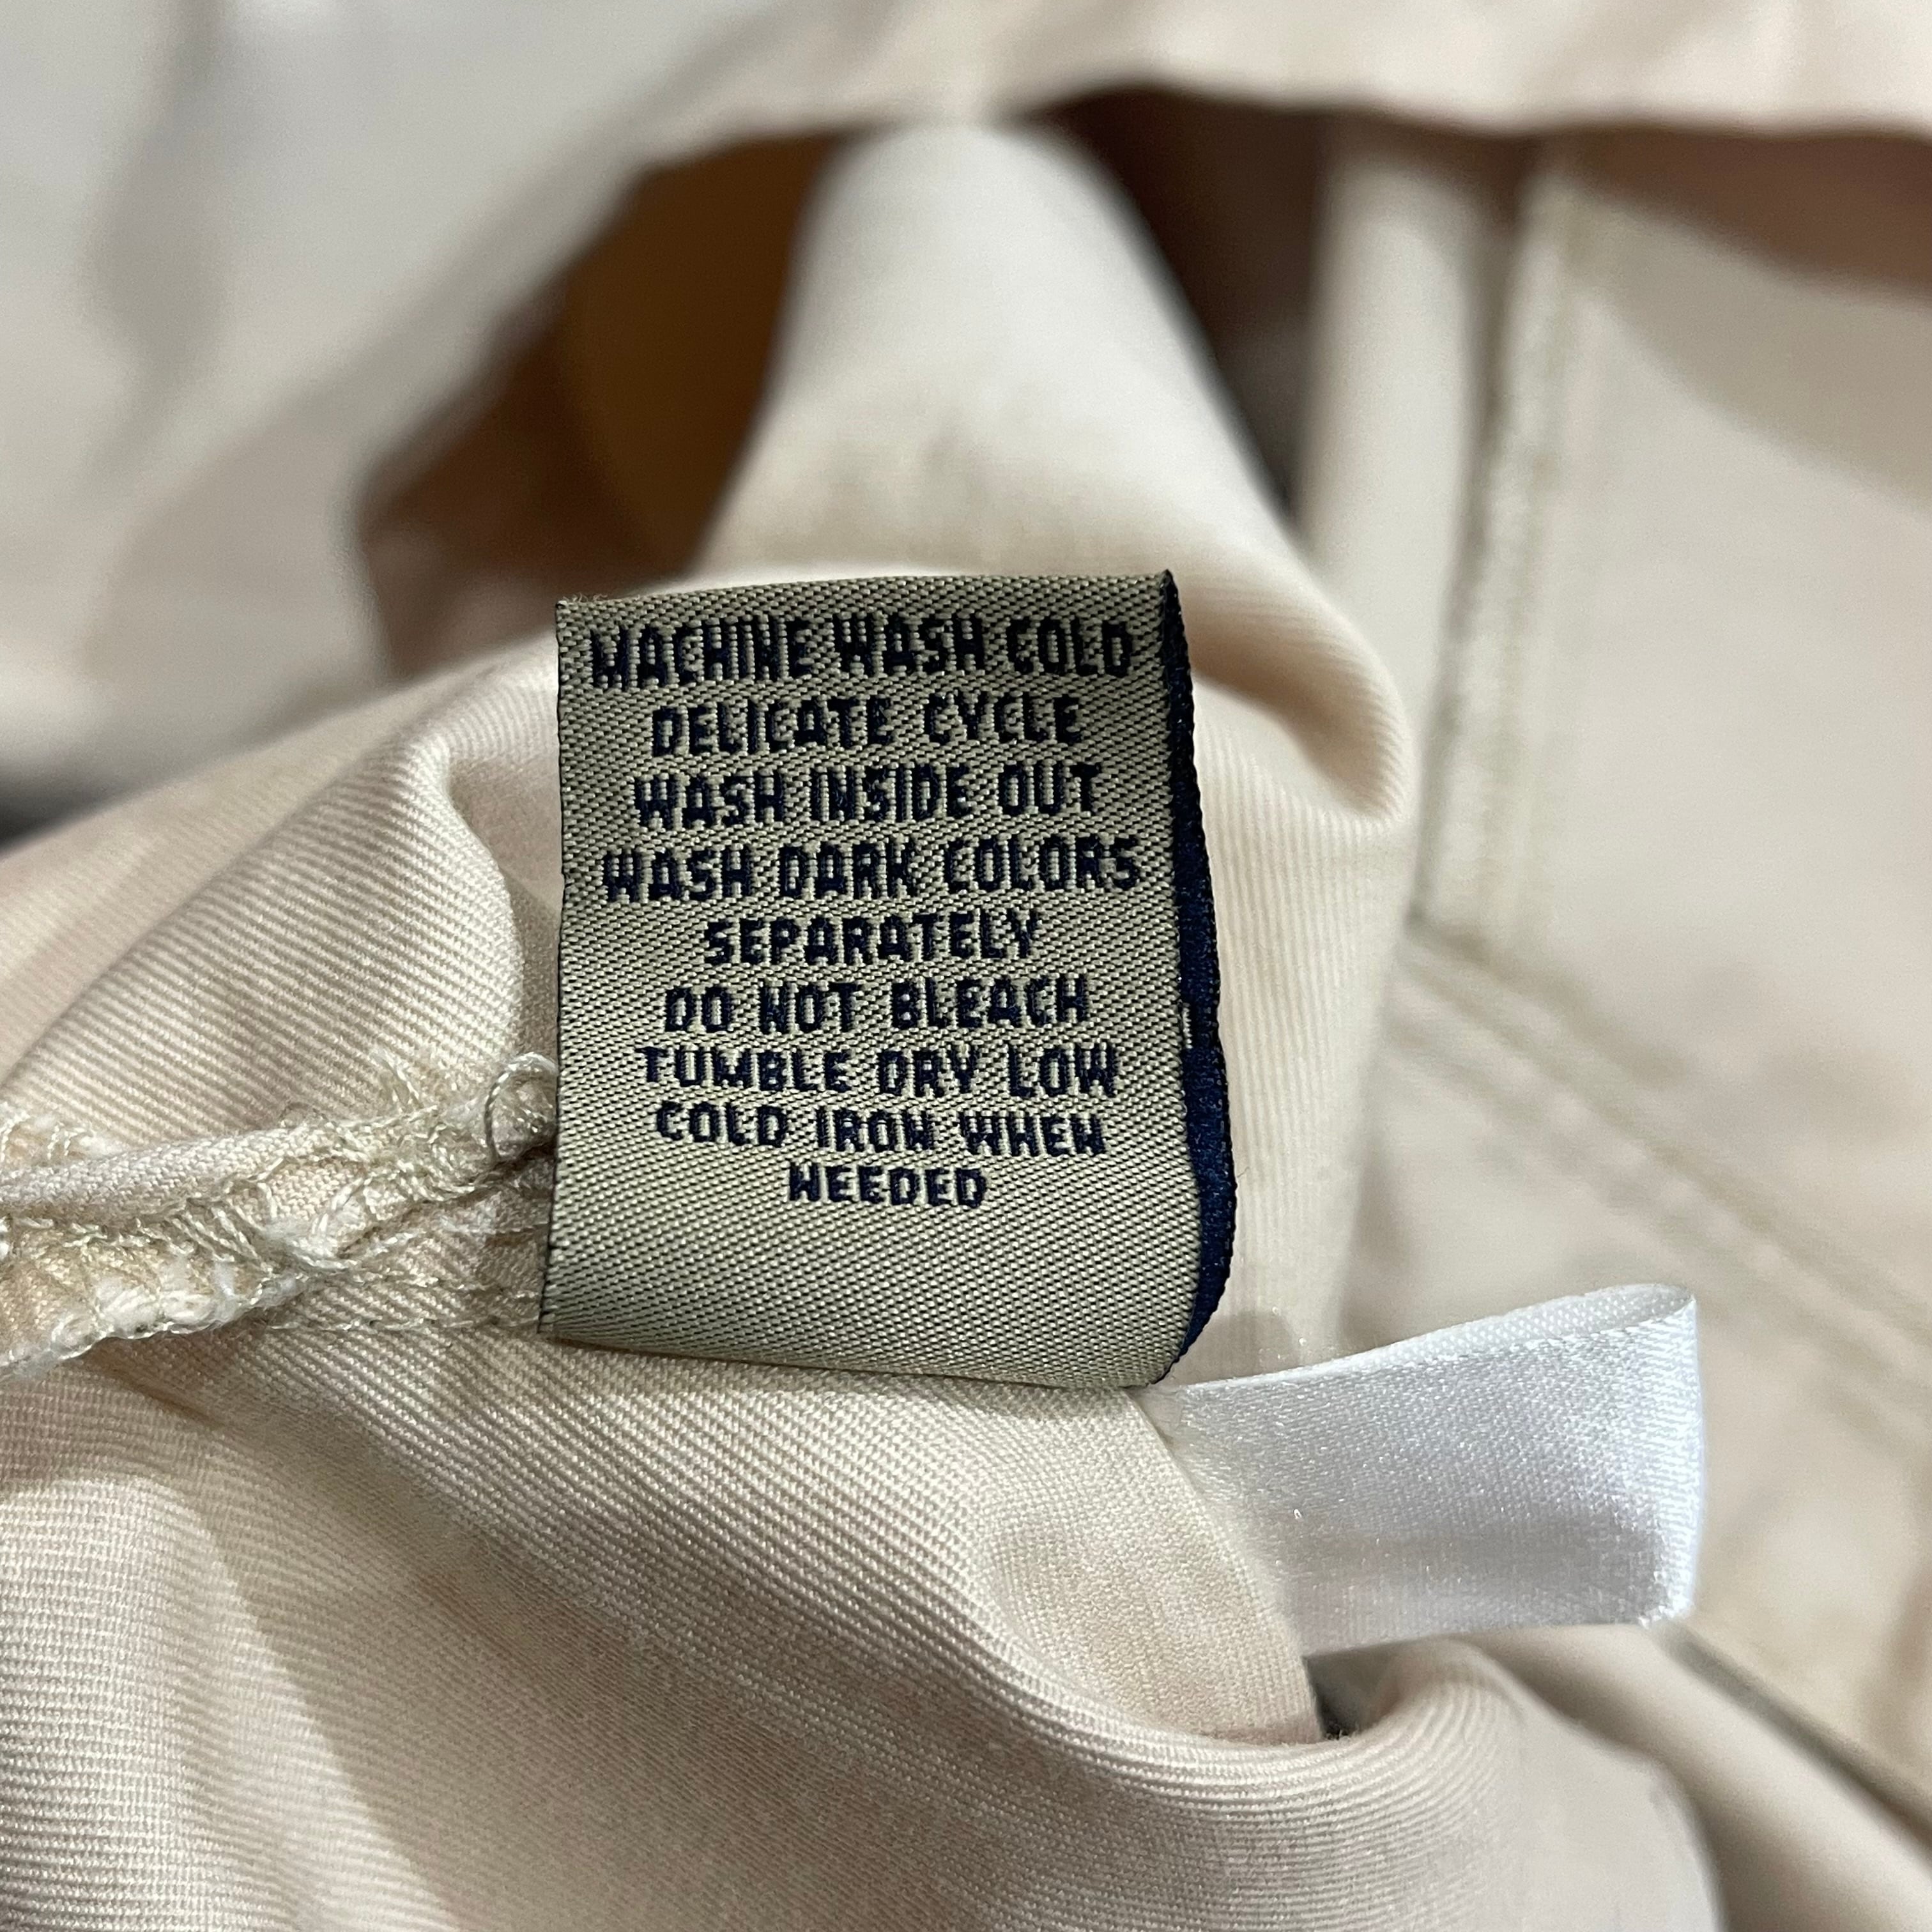 MACHINE WASH COLD
DELICATE CYCLE
WASH INSIDE OUT
WASH DARK COLORS
SEPARATELY
DO NOT BLEACH
TUMBLE DRY LOW
COLD IRON WHEN
NEEDED